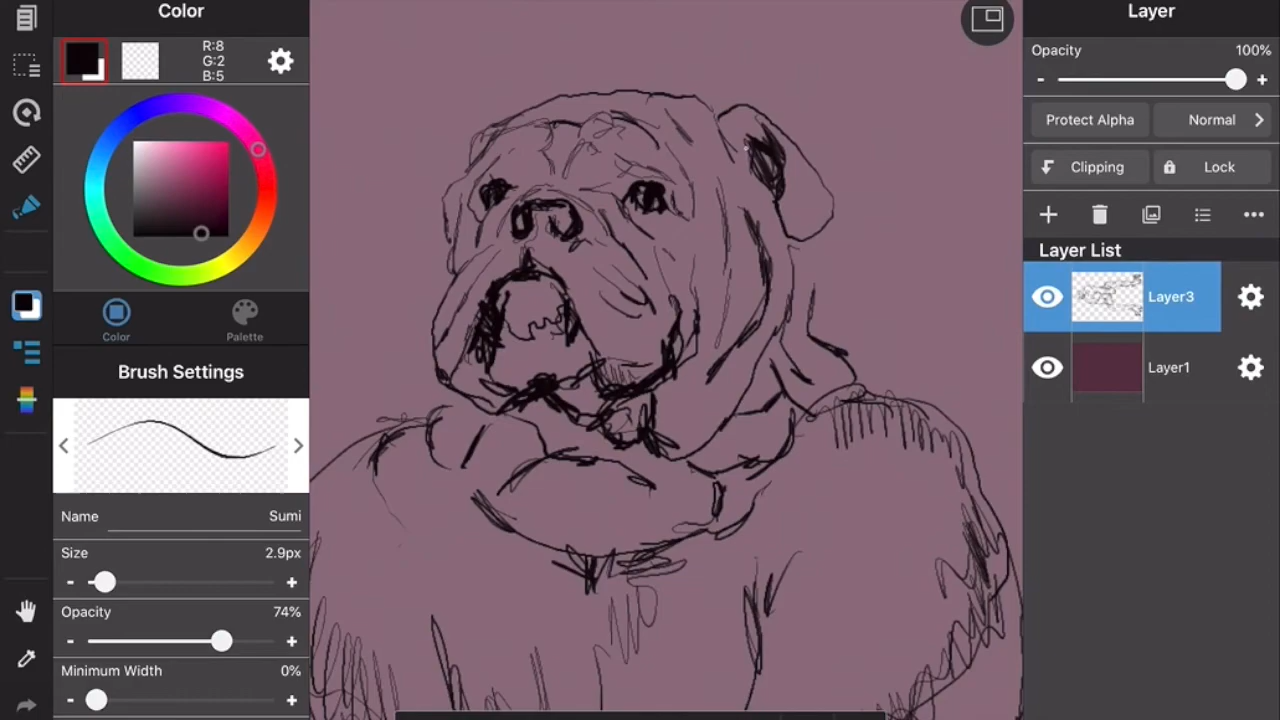 Color
R:8
G:2
B:5
Color
Palette
Brush Settings
Name
Sumi
Size
2.9px
- +
Opacity
74%
- +
Minimum Width
0%
- +
Layer
Opacity
100%
- +
Protect Alpha
Normal
Clipping
Lock
Layer List
Layer3
Layer1